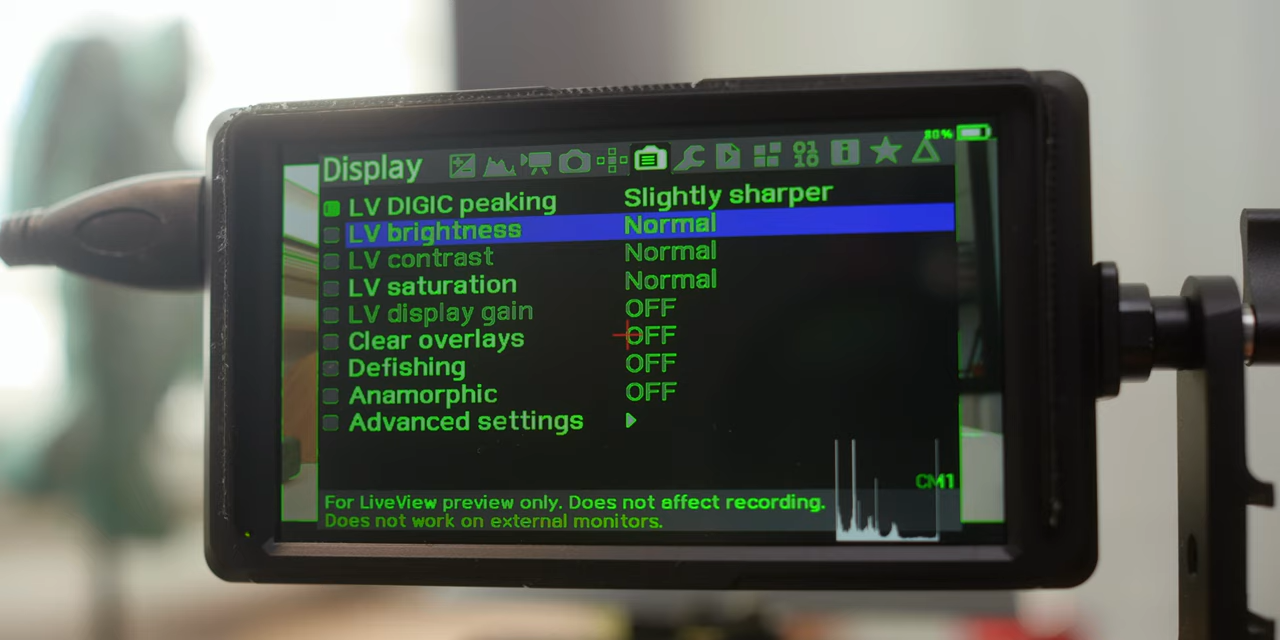 80%
Display
LV DIGIC peaking Slightly sharper
LV brightness Normal
LV contrast Normal
LV saturation Normal
LV display gain OFF
Clear overlays OFF
Defishing OFF
Anamorphic OFF
Advanced settings
CM1
For LiveView preview only. Does not affect recording.
Does not work on external monitors.